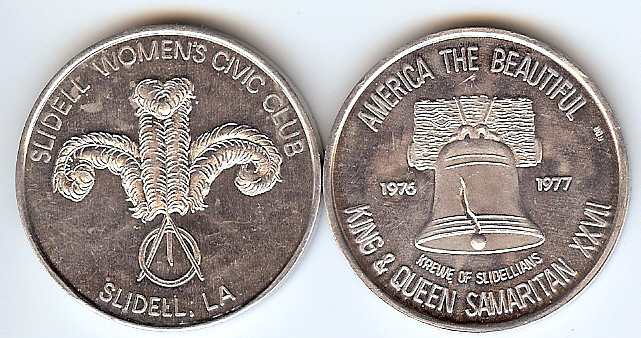 SLIDELL WOMEN'S CIVIC CLUB
SLIDELL, LA
AMERICA THE BEAUTIFUL
1976 1977
KREWE OF SLIDELLIANS
KING & QUEEN SAMARITAN XXVII